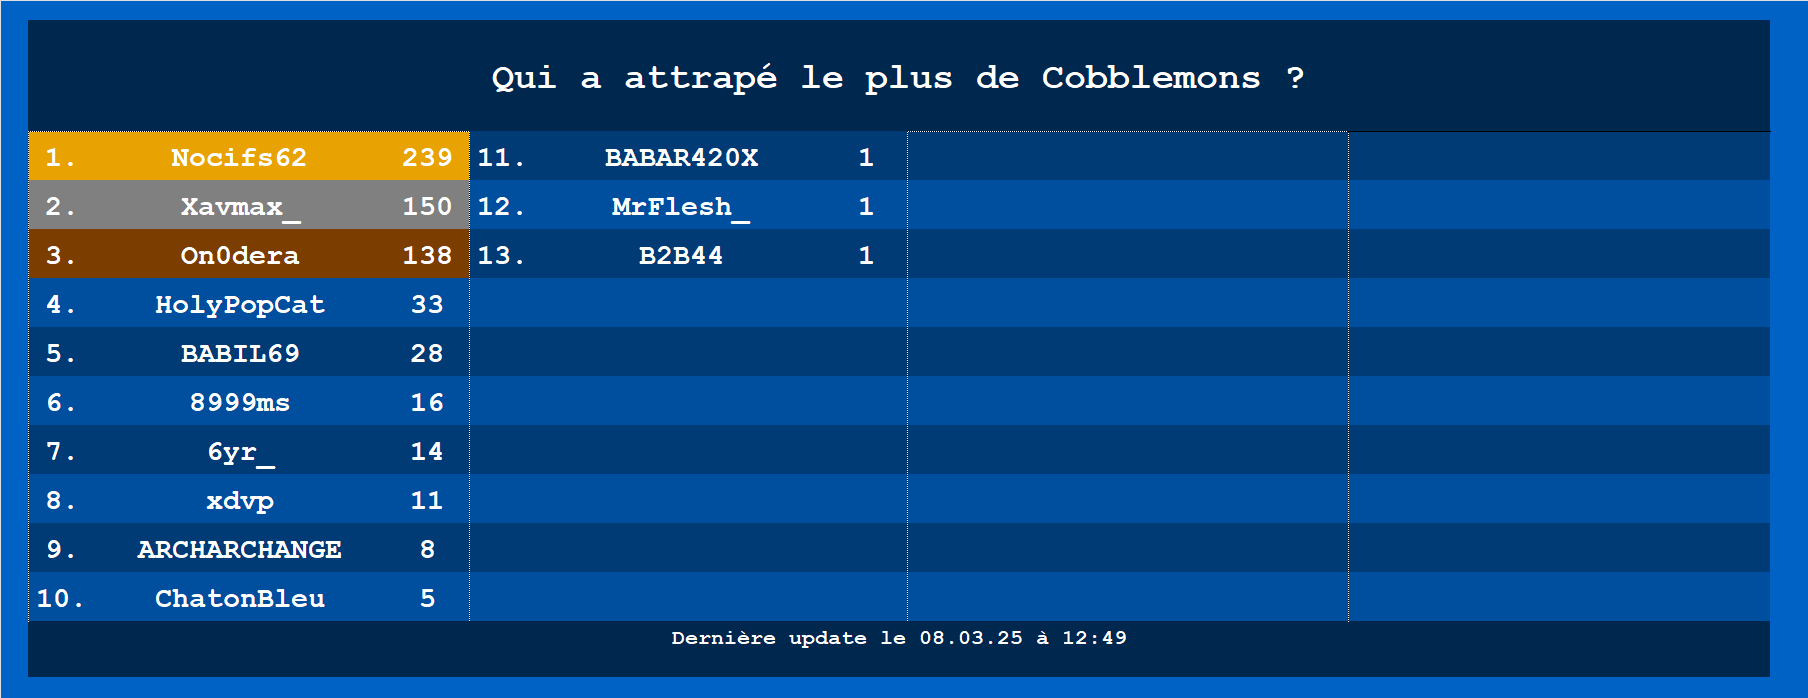 Qui a attrapé le plus de Cobblemons ?
1. Nocifs62 239
2. Xavmax_ 150
3. On0dera 138
4. HolyPopCat 33
5. BABIL69 28
6. 8999ms 16
7. 6yr_ 14
8. xdvp 11
9. ARCHARCHANGE 8
10. ChatonBleu 5
11. BABAR420X 1
12. MrFlesh_ 1
13. B2B44 1
Dernière update le 08.03.25 à 12:49